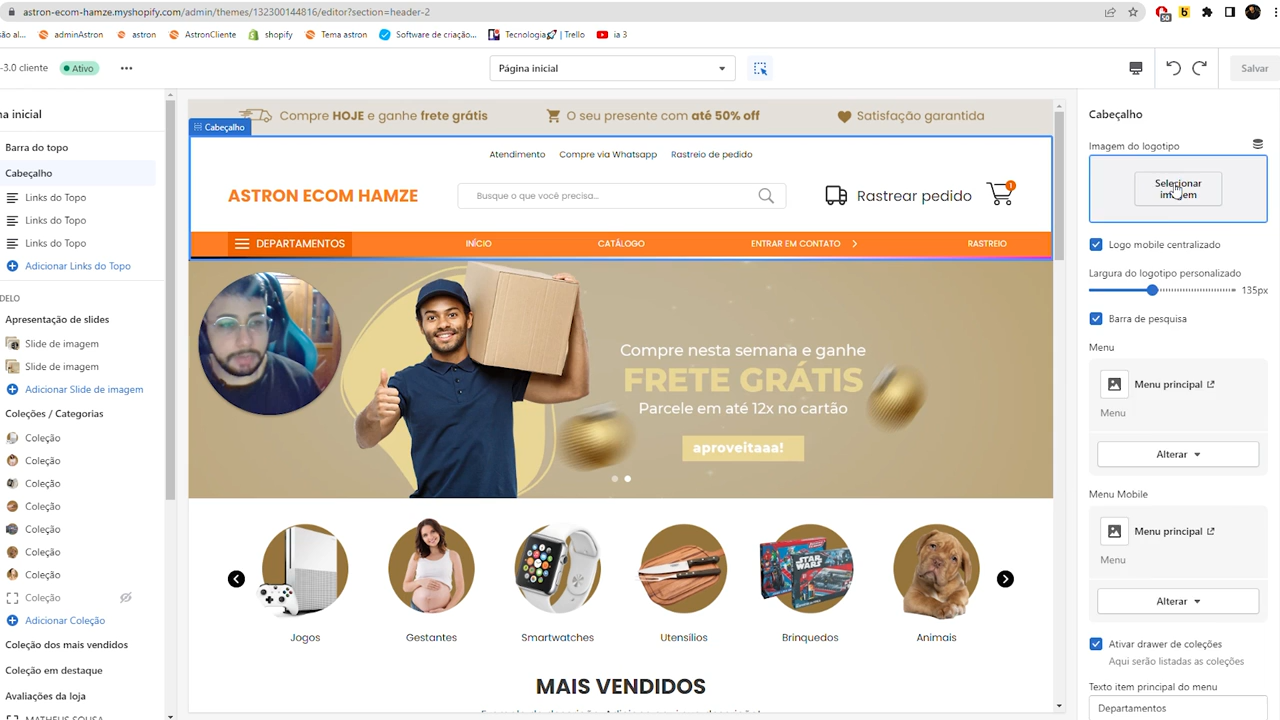 astron-ecom-hamze.myshopify.com/admin/themes/132300144816/editor?section=header-2
50
são al...
adminAstron
astron
AstronCliente
shopify
Tema astron
Software de criação...
Tecnologia🚀 | Trello
ia 3
-3.0 cliente
Ativo
Página inicial
Salvar
na inicial
Barra do topo
Cabeçalho
Links do Topo
Links do Topo
Links do Topo
Adicionar Links do Topo
DELO
Apresentação de slides
Slide de imagem
Slide de imagem
Adicionar Slide de imagem
Coleções / Categorias
Coleção
Coleção
Coleção
Coleção
Coleção
Coleção
Coleção
Coleção
Adicionar Coleção
Coleção dos mais vendidos
Coleção em destaque
Avaliações da loja
MATHEUS SOUSA
Compre HOJE e ganhe frete grátis
O seu presente com até 50% off
Satisfação garantida
Cabeçalho
Atendimento
Compre via Whatsapp
Rastreio de pedido
ASTRON ECOM HAMZE
Busque o que você precisa...
Rastrear pedido
1
DEPARTAMENTOS
INÍCIO
CATÁLOGO
ENTRAR EM CONTATO
RASTREIO
Compre nesta semana e ganhe
FRETE GRÁTIS
Parcele em até 12x no cartão
aproveitaaa!
STAR WARS
Jogos
Gestantes
Smartwatches
Utensílios
Brinquedos
Animais
MAIS VENDIDOS
Cabeçalho
Imagem do logotipo
Selecionar
imagem
Logo mobile centralizado
Largura do logotipo personalizado
135px
Barra de pesquisa
Menu
Menu principal
Menu
Alterar
Menu Mobile
Menu principal
Menu
Alterar
Ativar drawer de coleções
Aqui serão listadas as coleções
Texto item principal do menu
Departamentos